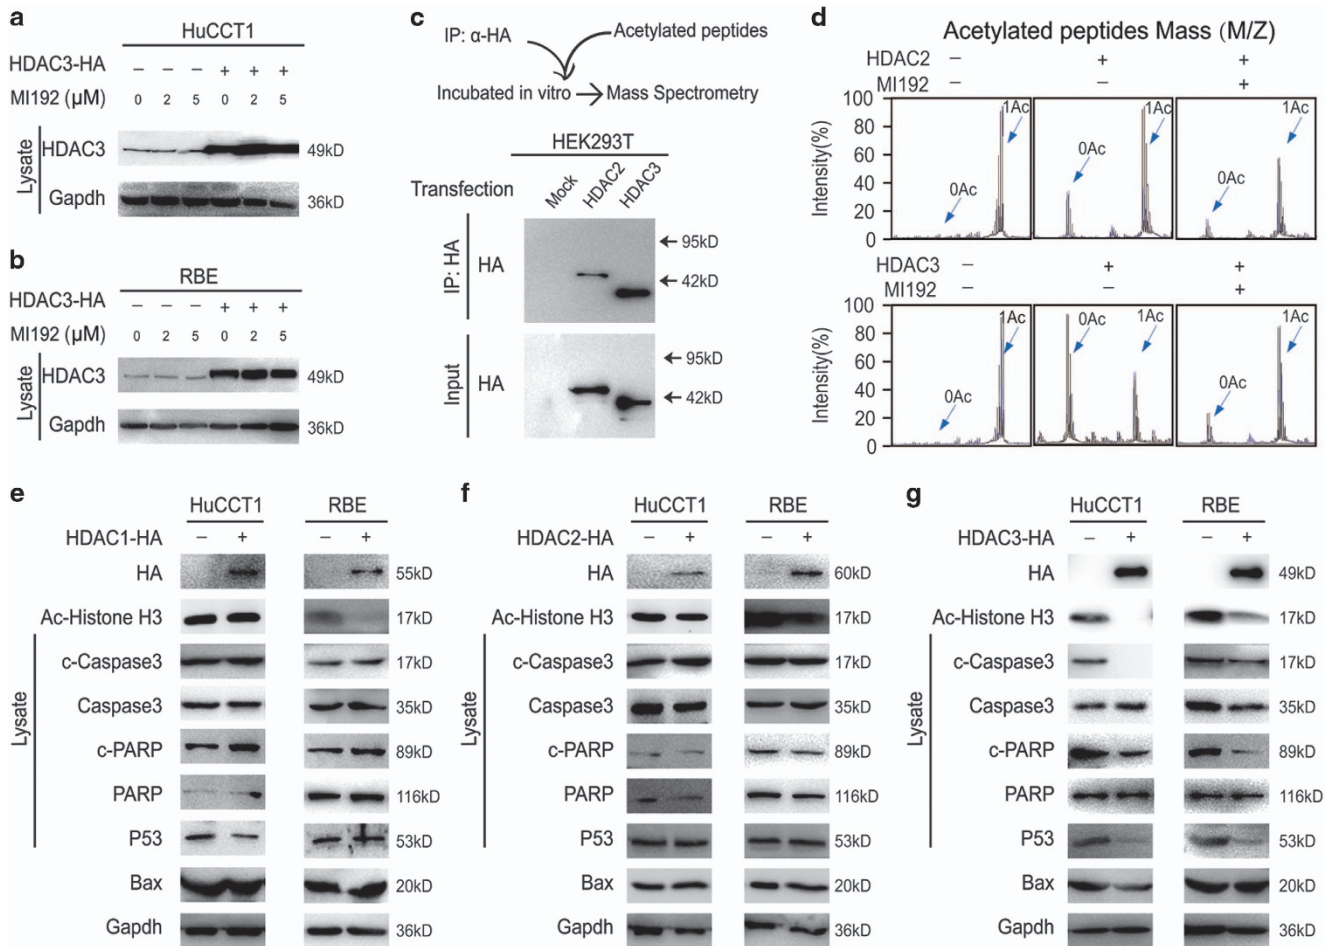 a
HuCCT1
HDAC3-HA – – – + + +
MI192 (µM) 0 2 5 0 2 5
Lysate
HDAC3 49kD
Gapdh 36kD
b
RBE
HDAC3-HA – – – + + +
MI192 (µM) 0 2 5 0 2 5
Lysate
HDAC3 49kD
Gapdh 36kD
c
IP: α-HA Acetylated peptides
Incubated in vitro Mass Spectrometry
HEK293T
Transfection Mock HDAC2 HDAC3
IP: HA
HA
95kD
42kD
Input
HA
95kD
42kD
d
Acetylated peptides Mass (M/Z)
HDAC2 – + +
MI192 – – +
Intensity(%)
100
80
60
40
20
0
0Ac 1Ac
0Ac 1Ac
0Ac 1Ac
HDAC3 – + +
MI192 – – +
Intensity(%)
100
80
60
40
20
0
0Ac 1Ac
0Ac 1Ac
0Ac 1Ac
e
HuCCT1 RBE
HDAC1-HA – + – +
HA 55kD
Lysate
Ac-Histone H3 17kD
c-Caspase3 17kD
Caspase3 35kD
c-PARP 89kD
PARP 116kD
P53 53kD
Bax 20kD
Gapdh 36kD
f
HuCCT1 RBE
HDAC2-HA – + – +
HA 60kD
Lysate
Ac-Histone H3 17kD
c-Caspase3 17kD
Caspase3 35kD
c-PARP 89kD
PARP 116kD
P53 53kD
Bax 20kD
Gapdh 36kD
g
HuCCT1 RBE
HDAC3-HA – + – +
HA 49kD
Lysate
Ac-Histone H3 17kD
c-Caspase3 17kD
Caspase3 35kD
c-PARP 89kD
PARP 116kD
P53 53kD
Bax 20kD
Gapdh 36kD